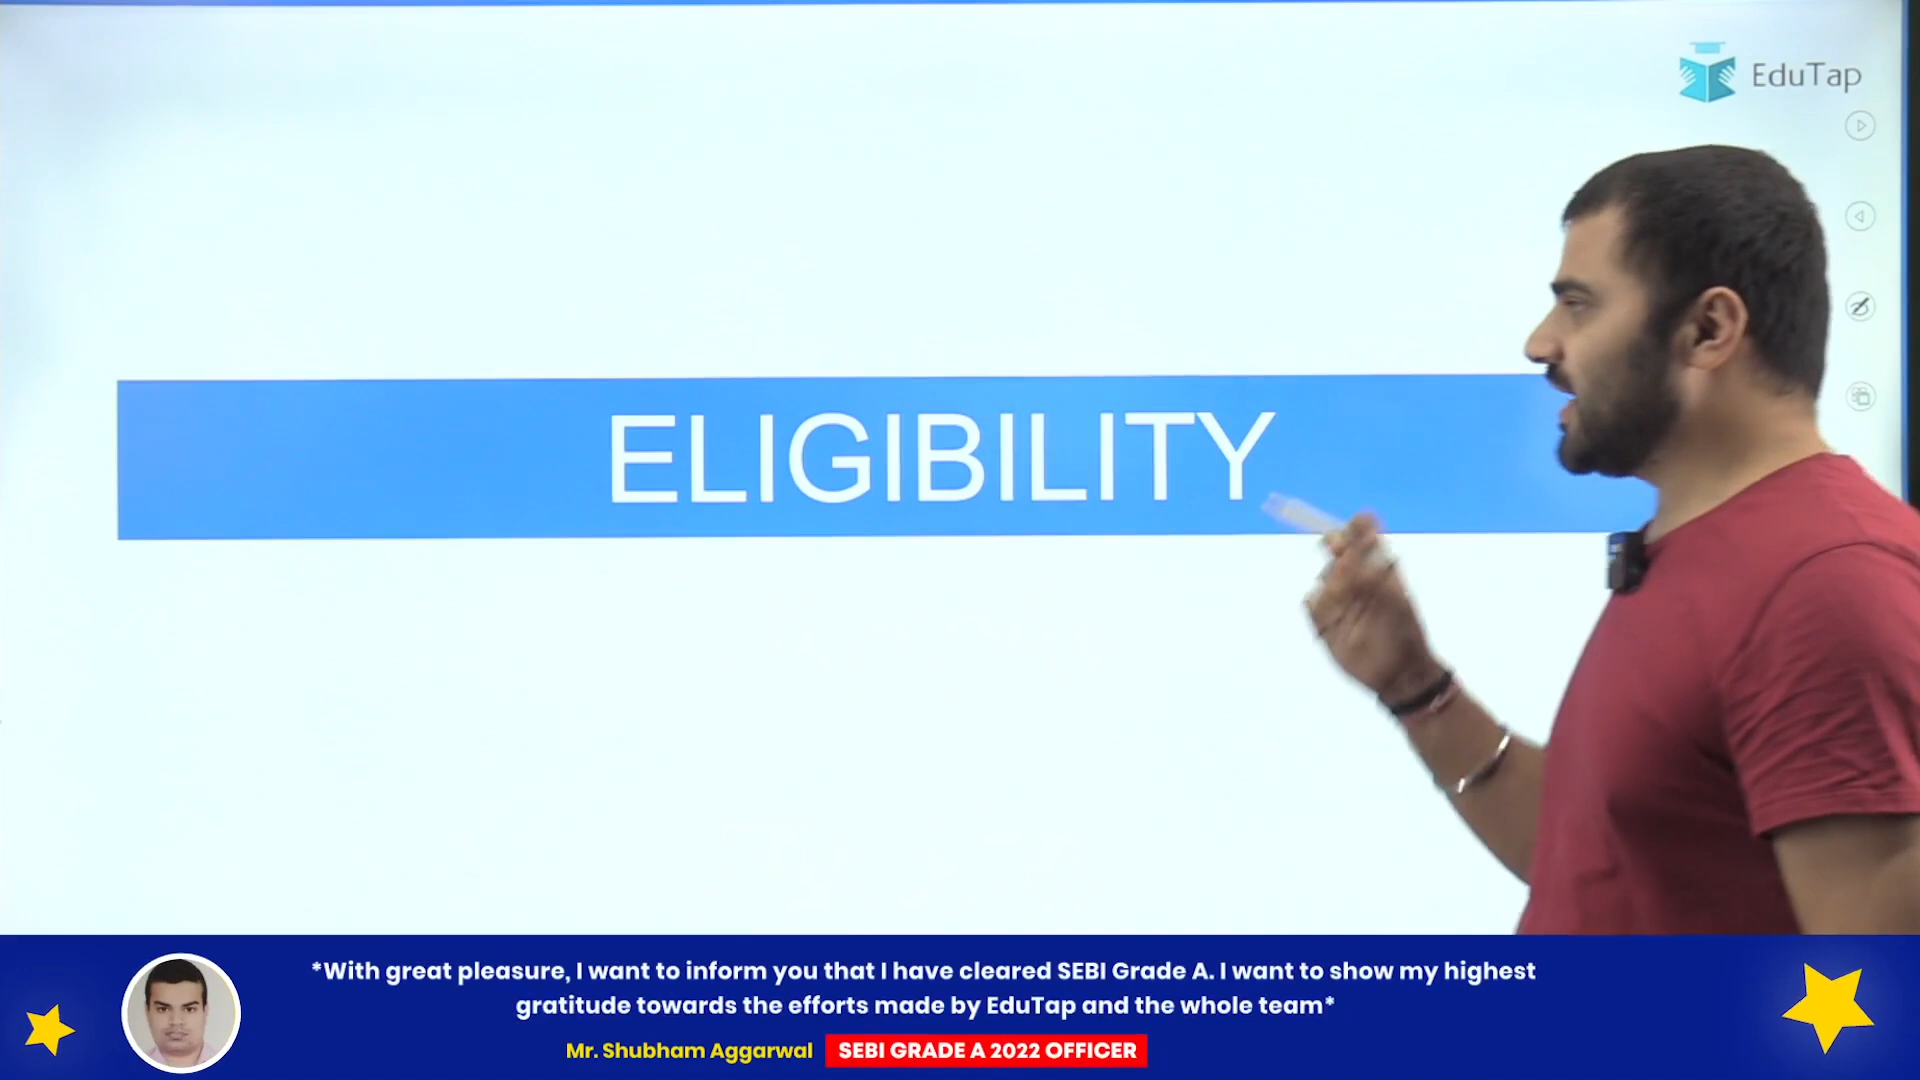 EduTap
ELIGIBILITY
*With great pleasure, I want to inform you that I have cleared SEBI Grade A. I want to show my highest
gratitude towards the efforts made by EduTap and the whole team*
Mr. Shubham Aggarwal SEBI GRADE A 2022 OFFICER